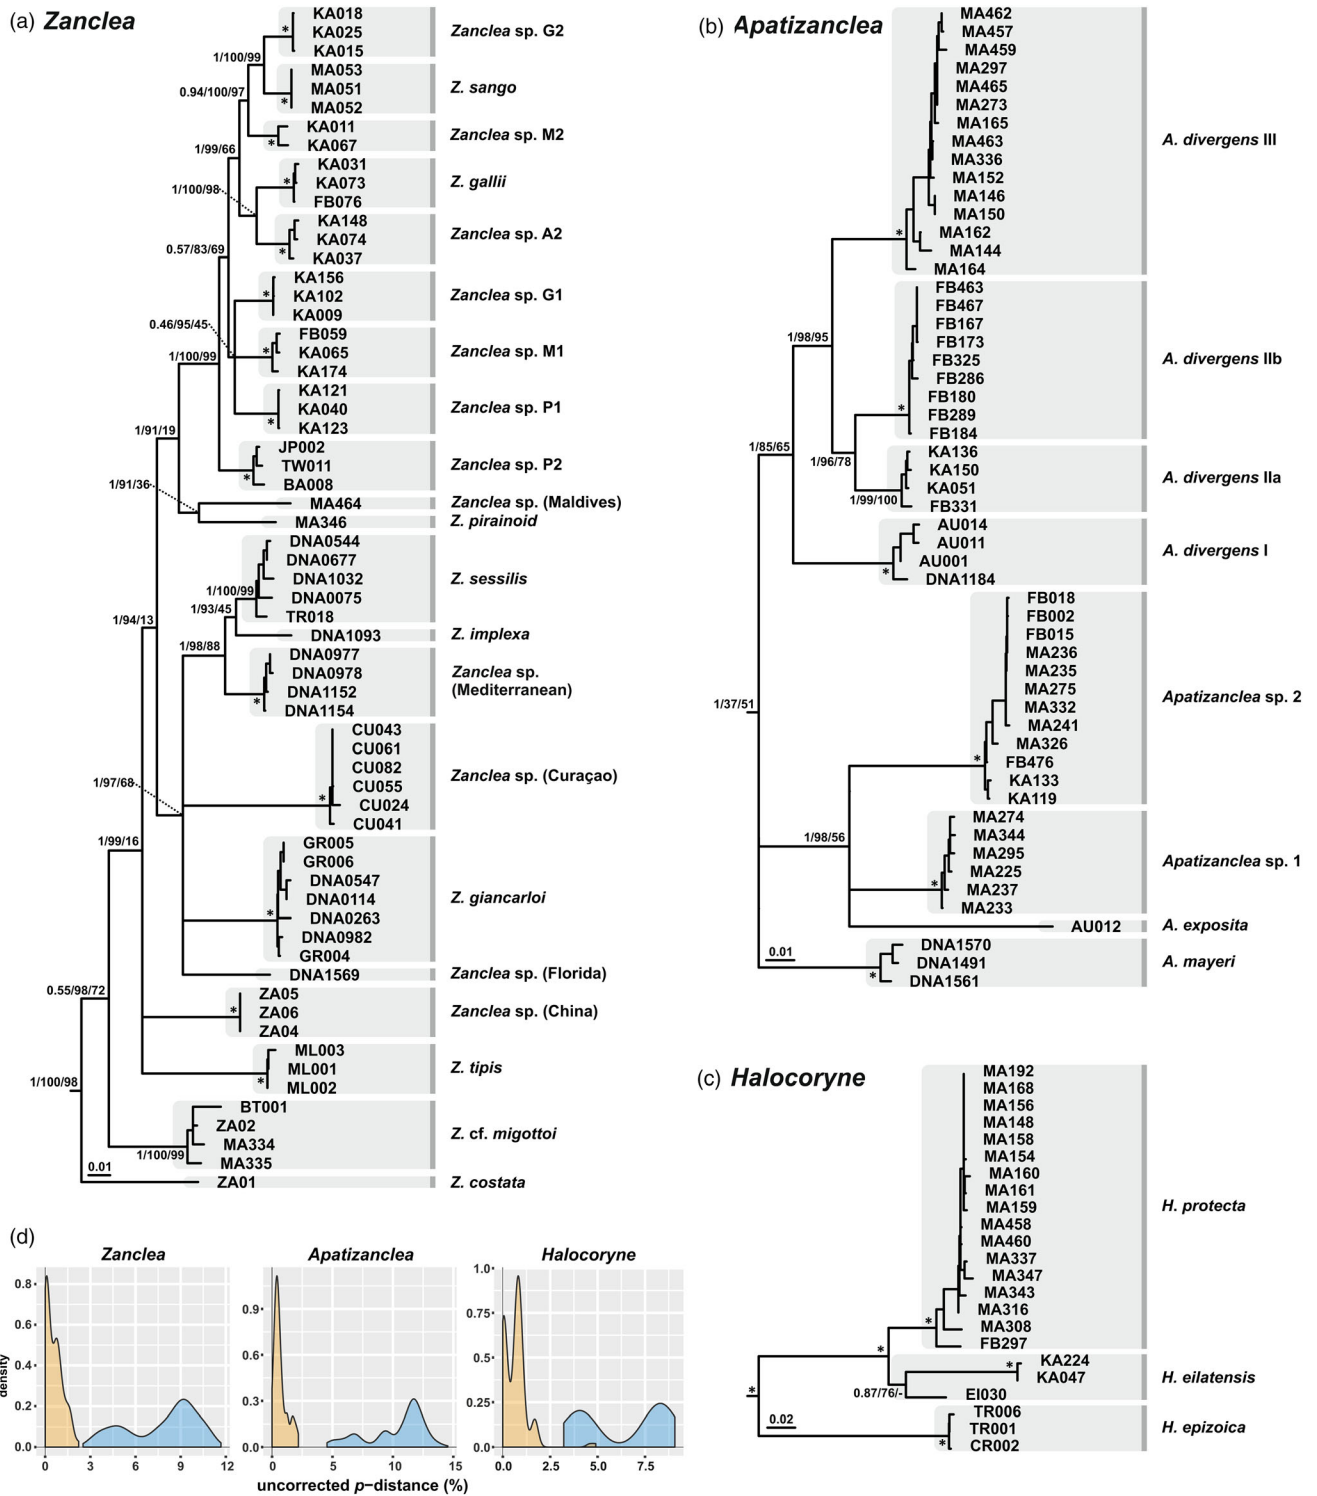 (a) Zanclea
KA018
KA025
KA015
*
Zanclea sp. G2
1/100/99
MA053
MA051
MA052
*
Z. sango
0.94/100/97
KA011
KA067
*
Zanclea sp. M2
1/99/66
KA031
KA073
FB076
*
Z. gallii
1/100/98
KA148
KA074
KA037
*
Zanclea sp. A2
0.57/83/69
KA156
KA102
KA009
*
Zanclea sp. G1
0.46/95/45
FB059
KA065
KA174
*
Zanclea sp. M1
1/100/99
KA121
KA040
KA123
*
Zanclea sp. P1
1/91/19
JP002
TW011
BA008
*
Zanclea sp. P2
1/91/36
MA464
Zanclea sp. (Maldives)
MA346
Z. pirainoid
DNA0544
DNA0677
DNA1032
DNA0075
TR018
1/100/99
Z. sessilis
1/93/45
1/94/13
DNA1093
Z. implexa
1/98/88
DNA0977
DNA0978
DNA1152
DNA1154
*
Zanclea sp.
(Mediterranean)
CU043
CU061
CU082
CU055
CU024
CU041
*
Zanclea sp. (Curaçao)
1/97/68
1/99/16
GR005
GR006
DNA0547
DNA0114
DNA0263
DNA0982
GR004
*
Z. giancarloi
DNA1569
Zanclea sp. (Florida)
0.55/98/72
ZA05
ZA06
ZA04
*
Zanclea sp. (China)
ML003
ML001
ML002
*
Z. tipis
1/100/98
BT001
ZA02
MA334
MA335
1/100/99
Z. cf. migottoi
0.01
ZA01
Z. costata
(b) Apatizanclea
MA462
MA457
MA459
MA297
MA465
MA273
MA165
MA463
MA336
MA152
MA146
MA150
MA162
MA144
MA164
*
A. divergens III
FB463
FB467
FB167
FB173
FB325
FB286
FB180
FB289
FB184
*
A. divergens IIb
1/98/95
1/85/65
1/96/78
KA136
KA150
KA051
FB331
1/99/100
A. divergens IIa
AU014
AU011
AU001
DNA1184
*
A. divergens I
FB018
FB002
FB015
MA236
MA235
MA275
MA332
MA241
MA326
FB476
KA133
KA119
*
Apatizanclea sp. 2
1/37/51
1/98/56
MA274
MA344
MA295
MA225
MA237
MA233
*
Apatizanclea sp. 1
AU012
A. exposita
0.01
DNA1570
DNA1491
DNA1561
*
A. mayeri
(c) Halocoryne
MA192
MA168
MA156
MA148
MA158
MA154
MA160
MA161
MA159
MA458
MA460
MA337
MA347
MA343
MA316
MA308
FB297
*
H. protecta
*
KA224
KA047
*
EI030
0.87/76/-
H. eilatensis
*
0.02
TR006
TR001
CR002
*
H. epizoica
(d)
Zanclea
Apatizanclea
Halocoryne
density
0.8
0.6
0.4
0.2
0.0
0 3 6 9 12
0.9
0.6
0.3
0.0
0 5 10 15
1.0
0.75
0.5
0.25
0.0
0.0 2.5 5.0 7.5
uncorrected p-distance (%)